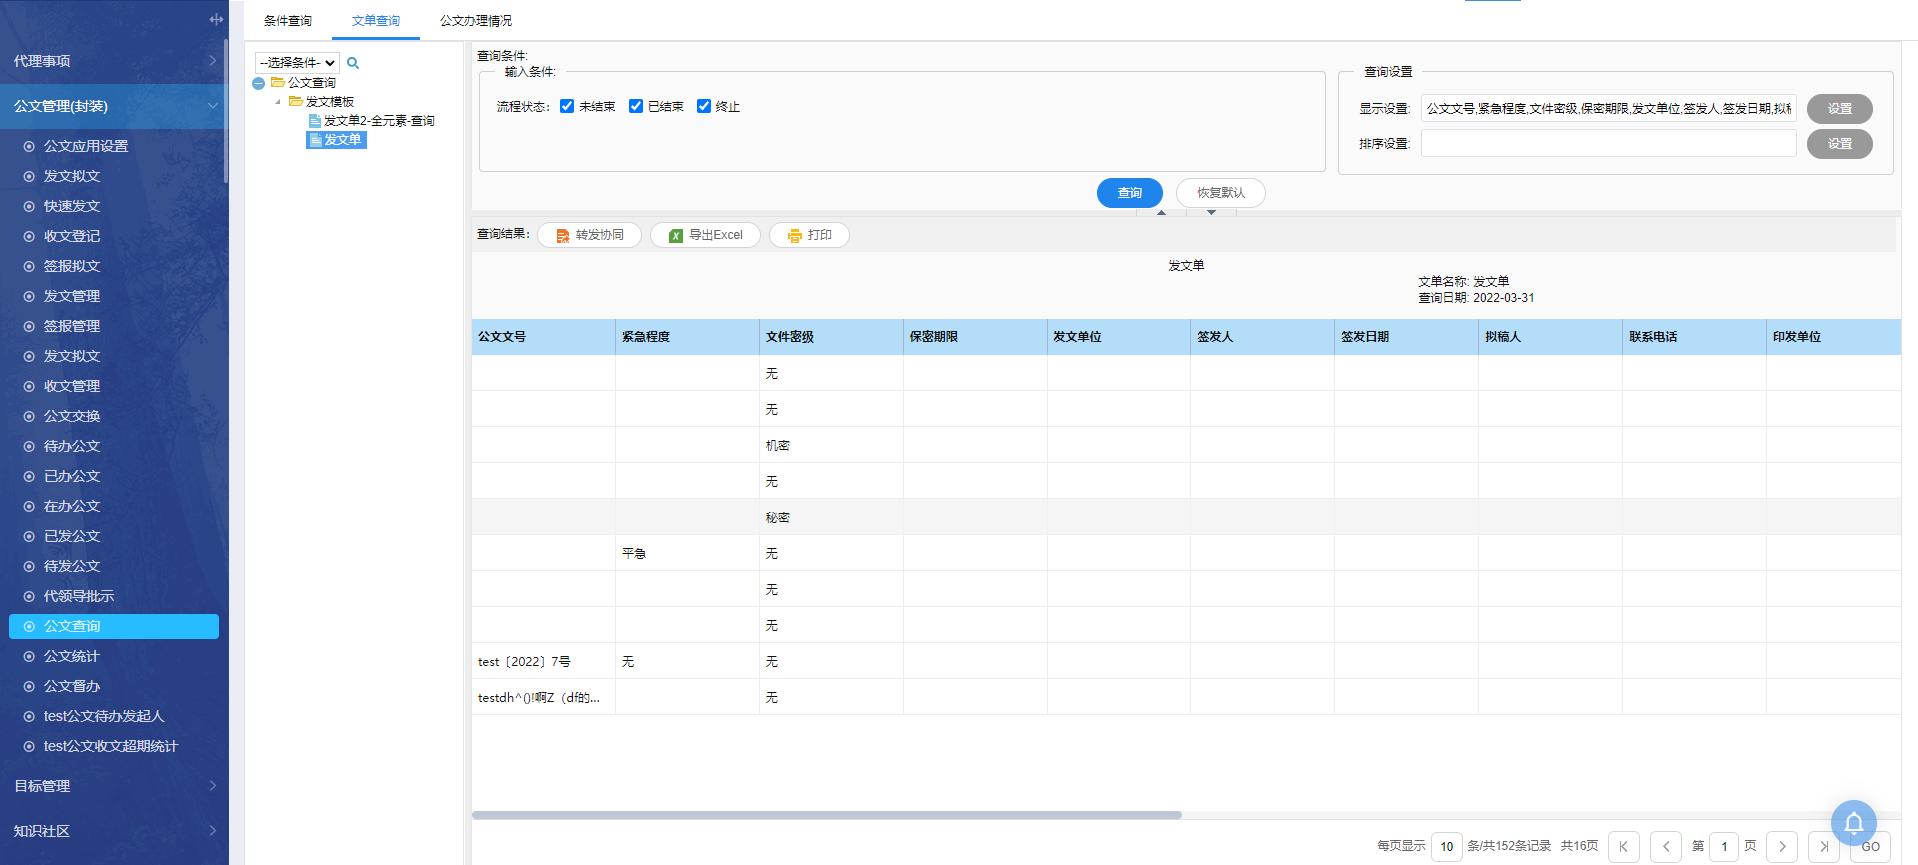 条件查询
文单查询
公文办理情况
代理事项
公文管理(封装)
公文应用设置
发文拟文
快速发文
收文登记
签报拟文
发文管理
签报管理
发文拟文
收文管理
公文交换
待办公文
已办公文
在办公文
已发公文
待发公文
代领导批示
公文查询
公文统计
公文督办
test公文待办发起人
test公文收文超期统计
目标管理
知识社区
--选择条件-
公文查询
发文模板
发文单2-全元素-查询
发文单
查询条件:
输入条件:
流程状态: 未结束 已结束 终止
查询设置
显示设置: 公文文号,紧急程度,文件密级,保密期限,发文单位,签发人,签发日期,拟稿 设置
排序设置: 设置
查询 恢复默认
查询结果: 转发协同 导出Excel 打印
发文单
文单名称: 发文单
查询日期: 2022-03-31
公文文号 紧急程度 文件密级 保密期限 发文单位 签发人 签发日期 拟稿人 联系电话 印发单位
无
无
机密
无
秘密
平急 无
无
无
test〔2022〕7号 无 无
testdh^()!啊Z（df的... 无
每页显示 10 条/共152条记录 共16页 第 1 页 GO